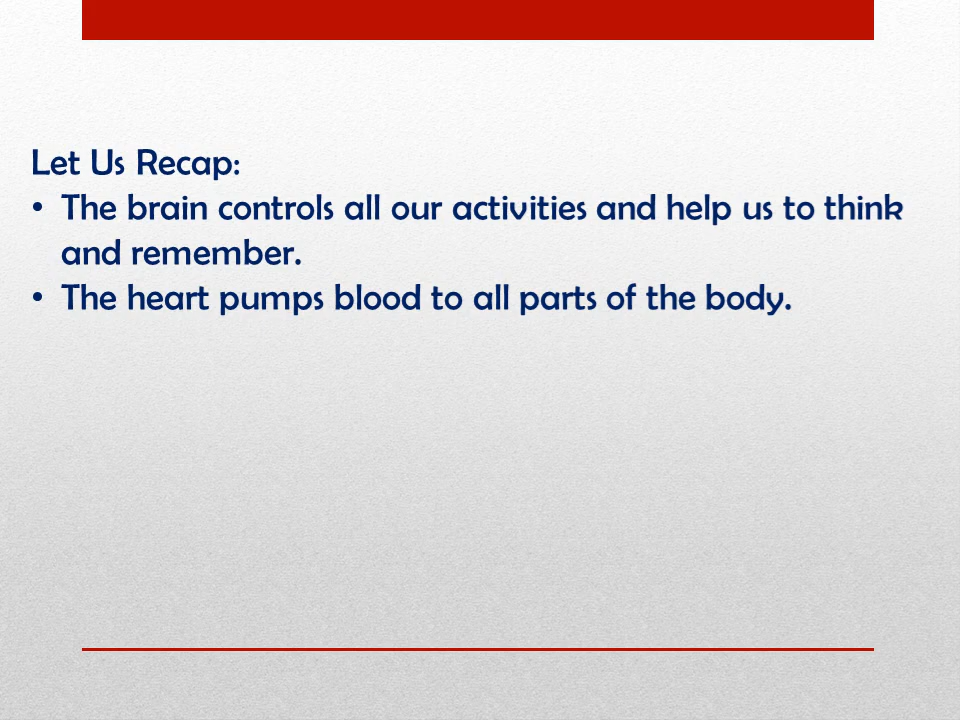 Let Us Recap:
• The brain controls all our activities and help us to think
and remember.
• The heart pumps blood to all parts of the body.